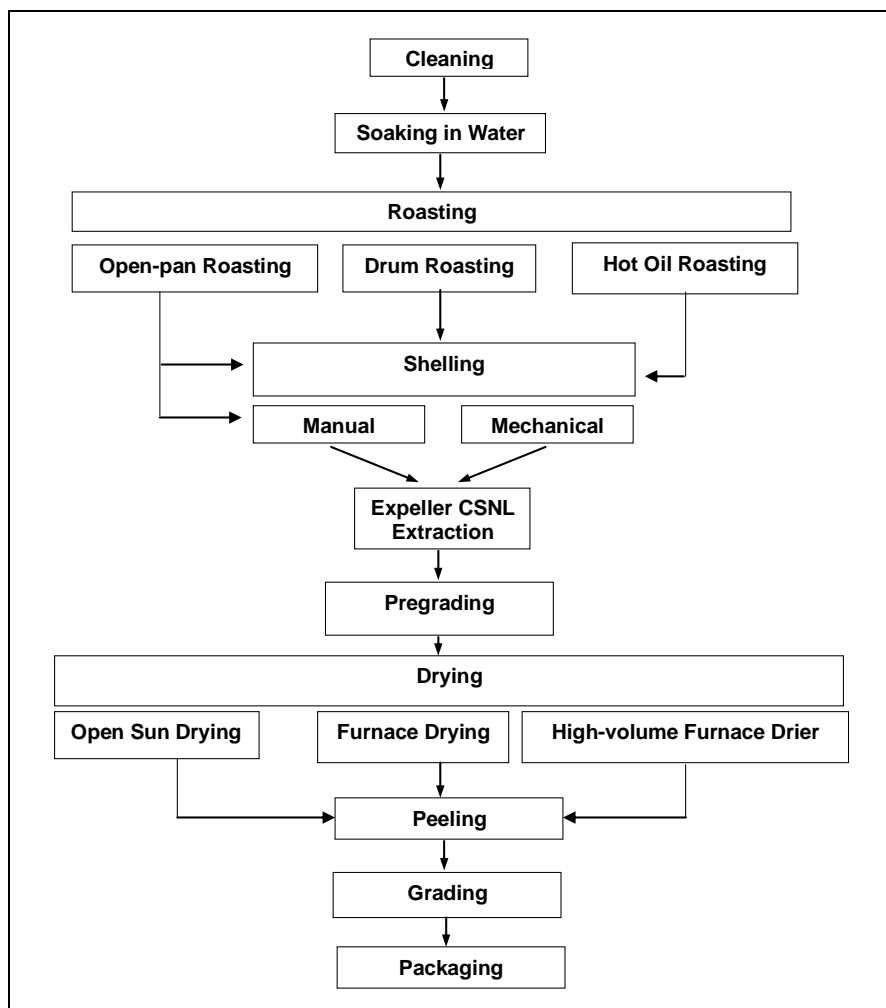 Cleaning
Soaking in Water
Roasting
Open-pan Roasting
Drum Roasting
Hot Oil Roasting
Shelling
Manual
Mechanical
Expeller CSNL
Extraction
Pregrading
Drying
Open Sun Drying
Furnace Drying
High-volume Furnace Drier
Peeling
Grading
Packaging